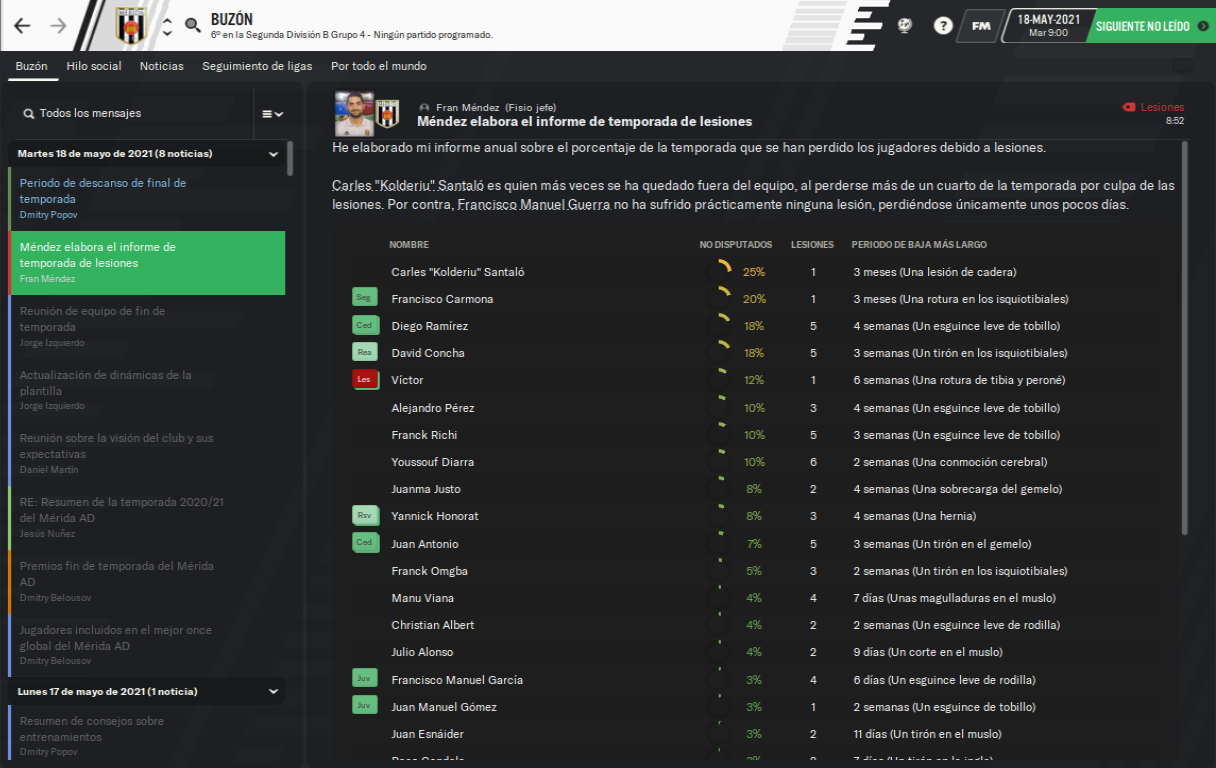 BUZÓN
6º en la Segunda División B Grupo 4 - Ningún partido programado.
?
FM
18-MAY-2021
Mar 9:00
SIGUIENTE NO LEÍDO
Buzón Hilo social Noticias Seguimiento de ligas Por todo el mundo
Todos los mensajes
Martes 18 de mayo de 2021 (8 noticias)
Periodo de descanso de final de
temporada
Dmitry Popov
Méndez elabora el informe de
temporada de lesiones
Fran Méndez
Reunión de equipo de fin de
temporada
Jorge Izquierdo
Actualización de dinámicas de la
plantilla
Jorge Izquierdo
Reunión sobre la visión del club y sus
expectativas
Daniel Martín
RE: Resumen de la temporada 2020/21
del Mérida AD
Jesús Nuñez
Premios fin de temporada del Mérida
AD
Dmitry Belousov
Jugadores incluidos en el mejor once
global del Mérida AD
Dmitry Belousov
Lunes 17 de mayo de 2021 (1 noticia)
Resumen de consejos sobre
entrenamientos
Dmitry Popov
Fran Méndez (Fisio jefe)
Méndez elabora el informe de temporada de lesiones
Lesiones
8:52
He elaborado mi informe anual sobre el porcentaje de la temporada que se han perdido los jugadores debido a lesiones.
Carles "Kolderiu" Santaló es quien más veces se ha quedado fuera del equipo, al perderse más de un cuarto de la temporada por culpa de las
lesiones. Por contra, Francisco Manuel Guerra no ha sufrido prácticamente ninguna lesión, perdiéndose únicamente unos pocos días.
NOMBRE NO DISPUTADOS LESIONES PERIODO DE BAJA MÁS LARGO
Carles "Kolderiu" Santaló 25% 1 3 meses (Una lesión de cadera)
Seg Francisco Carmona 20% 1 3 meses (Una rotura en los isquiotibiales)
Ced Diego Ramírez 18% 5 4 semanas (Un esguince leve de tobillo)
Rea David Concha 18% 5 3 semanas (Un tirón en los isquiotibiales)
Les Víctor 12% 1 6 semanas (Una rotura de tibia y peroné)
Alejandro Pérez 10% 3 4 semanas (Un esguince leve de tobillo)
Franck Richi 10% 5 3 semanas (Un esguince leve de tobillo)
Youssouf Diarra 10% 6 2 semanas (Una conmoción cerebral)
Juanma Justo 8% 2 4 semanas (Una sobrecarga del gemelo)
Rsv Yannick Honorat 8% 3 4 semanas (Una hernia)
Ced Juan Antonio 7% 5 3 semanas (Un tirón en el gemelo)
Franck Omgba 5% 3 2 semanas (Un tirón en los isquiotibiales)
Manu Viana 4% 4 7 días (Unas magulladuras en el muslo)
Christian Albert 4% 2 2 semanas (Un esguince leve de rodilla)
Julio Alonso 4% 2 9 días (Un corte en el muslo)
Juv Francisco Manuel García 3% 4 6 días (Un esguince leve de rodilla)
Juv Juan Manuel Gómez 3% 1 2 semanas (Un esguince de tobillo)
Juan Esnáider 3% 2 11 días (Un tirón en el muslo)